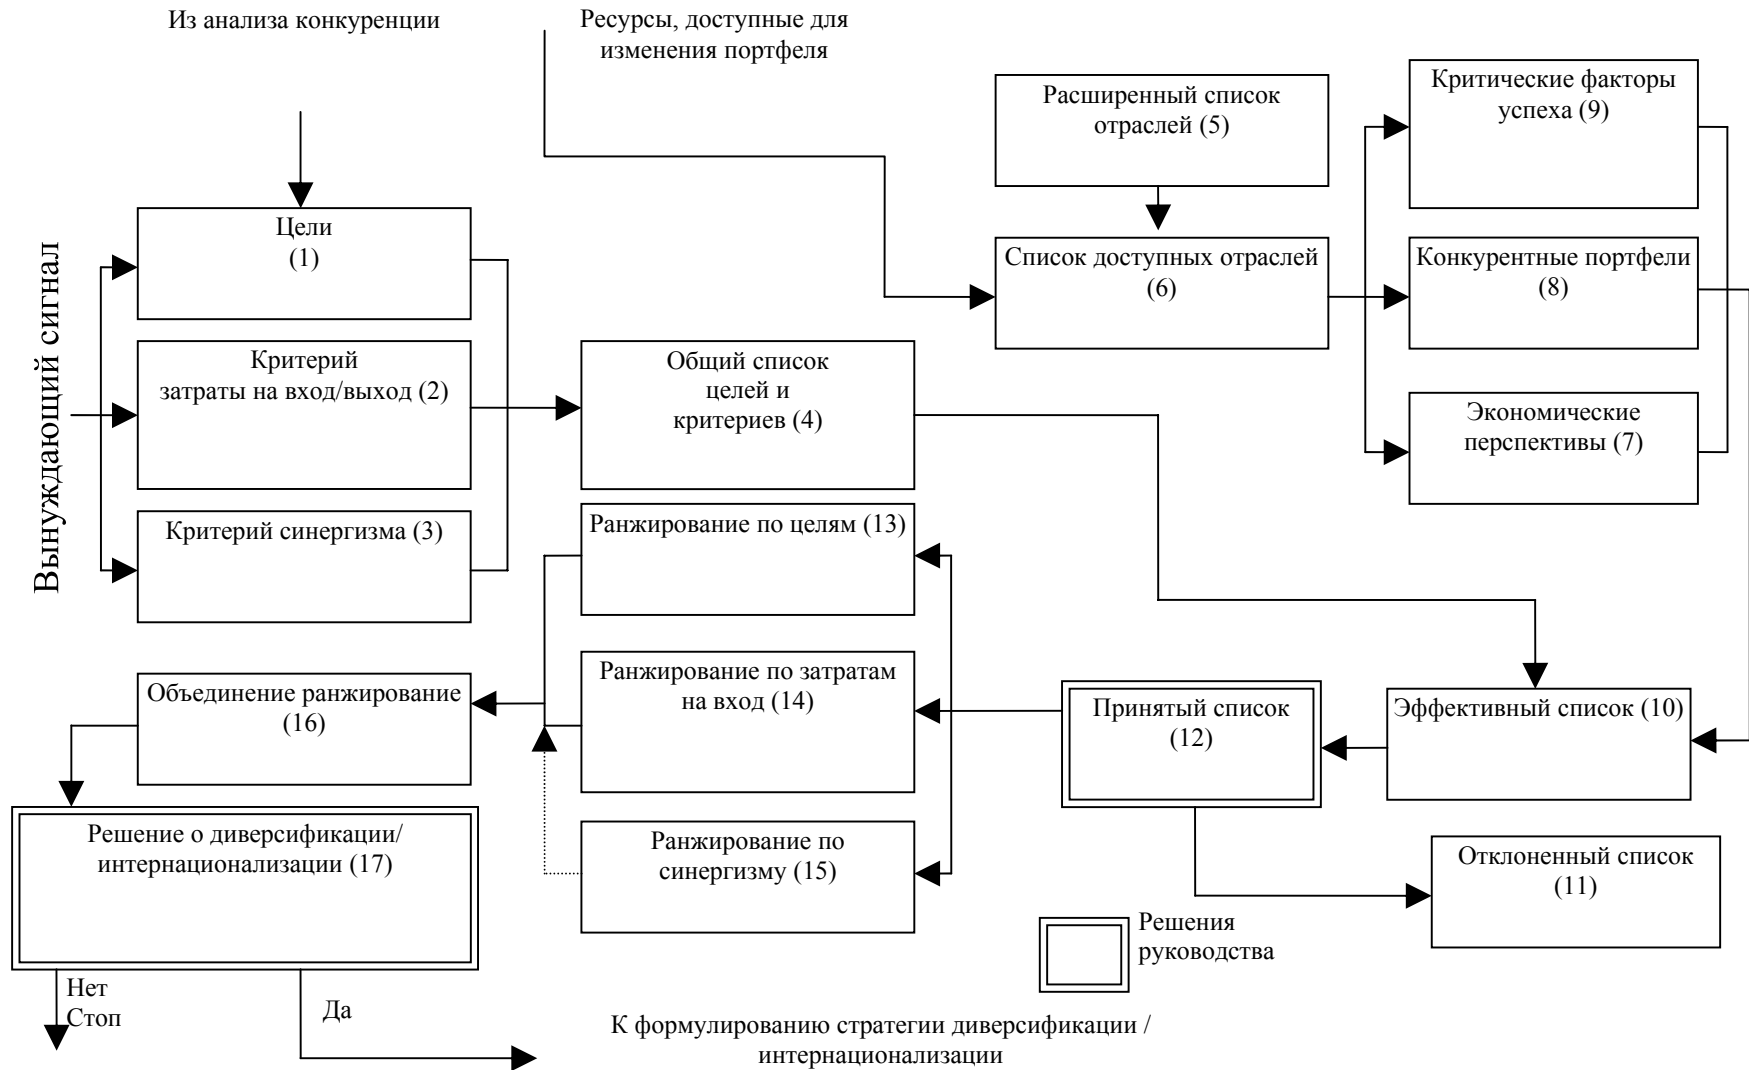 Из анализа конкуренции
Ресурсы, доступные для
изменения портфеля
Расширенный список
отраслей (5)
Критические факторы
успеха (9)
Вынуждающий сигнал
Цели
(1)
Список доступных отраслей
(6)
Конкурентные портфели
(8)
Критерий
затраты на вход/выход (2)
Общий список
целей и
критериев (4)
Экономические
перспективы (7)
Критерий синергизма (3)
Ранжирование по целям (13)
Объединение ранжирование
(16)
Ранжирование по затратам
на вход (14)
Принятый список
(12)
Эффективный список (10)
Решение о диверсификации/
интернационализации (17)
Ранжирование по
синергизму (15)
Отклоненный список
(11)
Решения
руководства
Нет
Стоп
Да
К формулированию стратегии диверсификации /
интернационализации